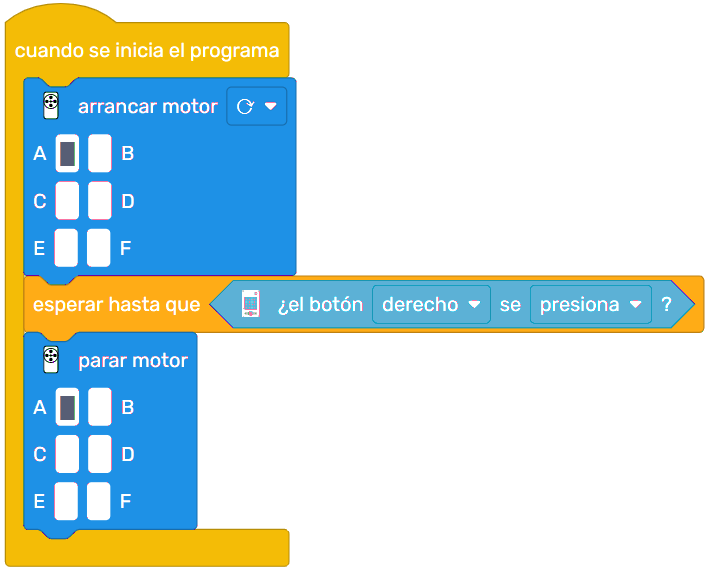 cuando se inicia el programa
arrancar motor
A B
C D
E F
esperar hasta que ¿el botón derecho se presiona ?
parar motor
A B
C D
E F